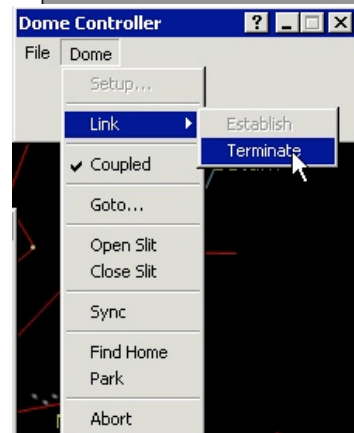 Dome Controller
File Dome
Setup...
Link Establish
Terminate
Coupled
Goto...
Open Slit
Close Slit
Sync
Find Home
Park
Abort